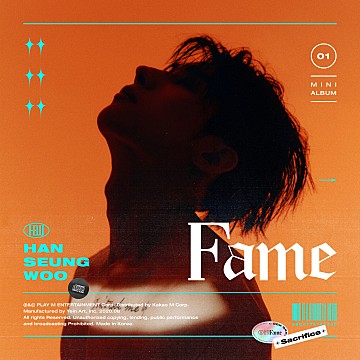 01
MINI
ALBUM
HAN
SEUNG
WOO
Fame
℗&© PLAY M ENTERTAINMENT Corp. Distributed by Kakao M Corp.
Manufactured by Yein Art, Inc. 2020.08
All rights Reserved. Unauthorized copying, lending, public performance
and broadcasting Prohibited. Made in Korea.
Fame
Sacrifice